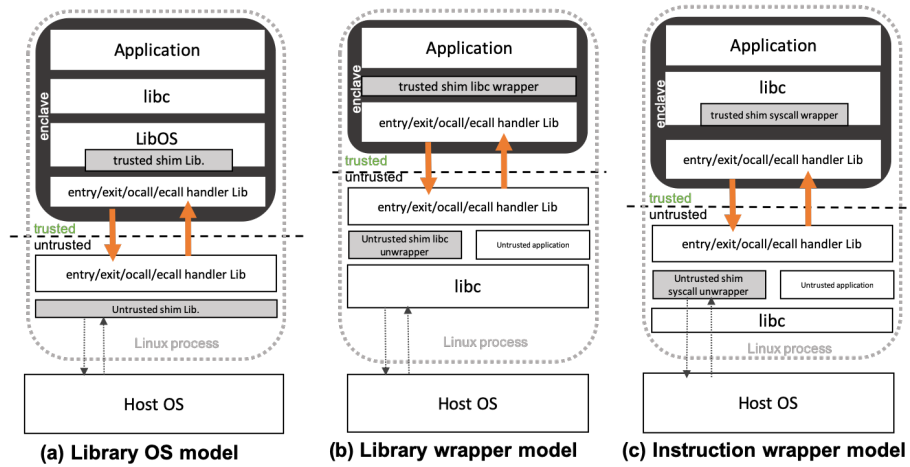 Application
enclave
libc
LibOS
trusted shim Lib.
entry/exit/ocall/ecall handler Lib
trusted
untrusted
entry/exit/ocall/ecall handler Lib
Untrusted shim Lib.
Linux process
Host OS
(a) Library OS model
Application
enclave
trusted shim libc wrapper
entry/exit/ocall/ecall handler Lib
trusted
untrusted
entry/exit/ocall/ecall handler Lib
Untrusted shim libc
unwrapper
Untrusted application
libc
Linux process
Host OS
(b) Library wrapper model
Application
enclave
libc
trusted shim syscall wrapper
entry/exit/ocall/ecall handler Lib
trusted
untrusted
entry/exit/ocall/ecall handler Lib
Untrusted shim
syscall unwrapper
Untrusted application
libc
Linux process
Host OS
(c) Instruction wrapper model